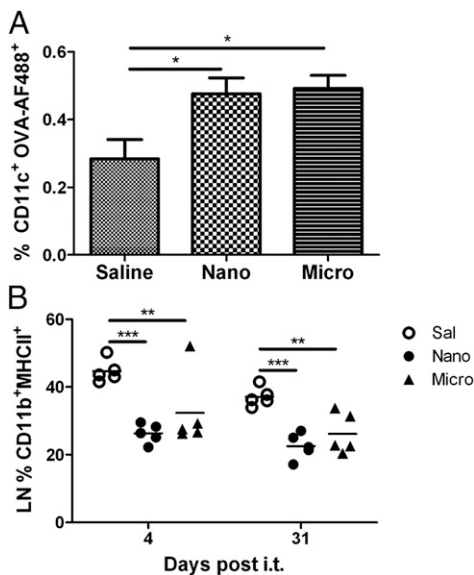 A
% CD11c+ OVA-AF488+
0.6
0.4
0.2
0.0
*
*
Saline Nano Micro
B
LN % CD11b+MHCII+
60
40
20
0
**
***
**
***
Sal
Nano
Micro
4 31
Days post i.t.